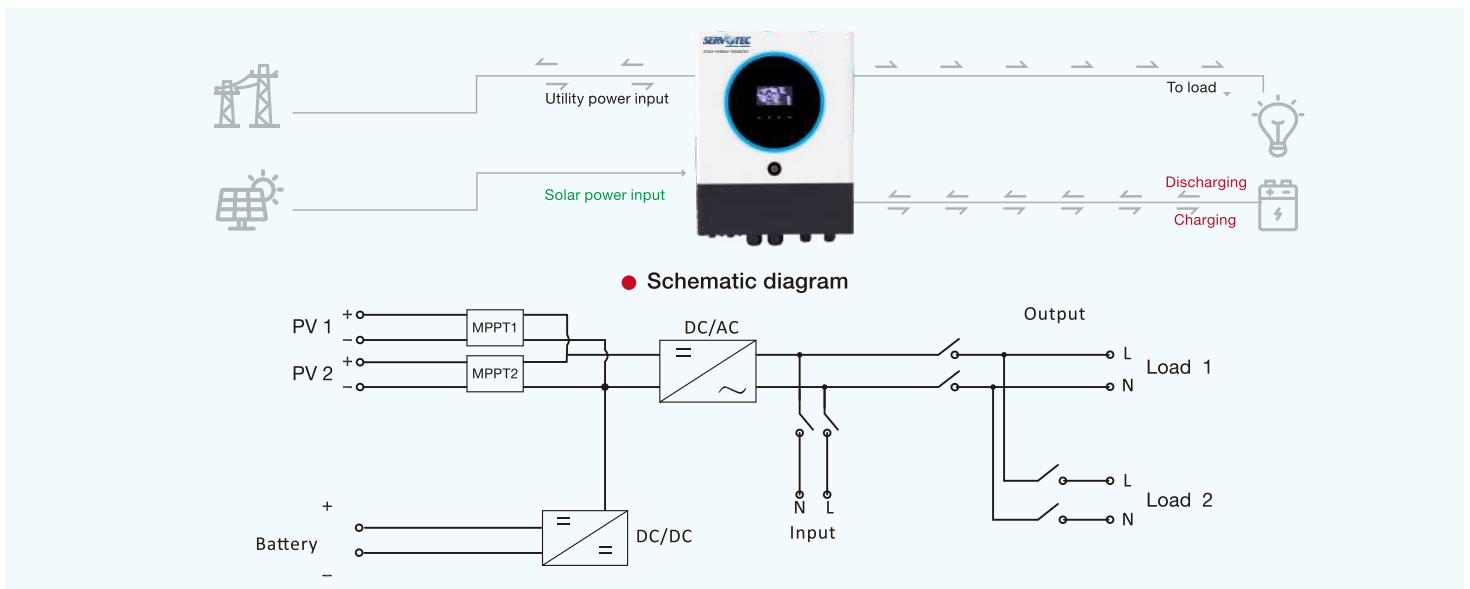 SERVOTEC
Utility power input
To load
Solar power input
Discharging
Charging
Schematic diagram
PV 1
+
−
MPPT1
PV 2
+
−
MPPT2
DC/AC
Output
L
N
Load 1
L
N
Load 2
N L
Input
+
Battery
−
DC/DC